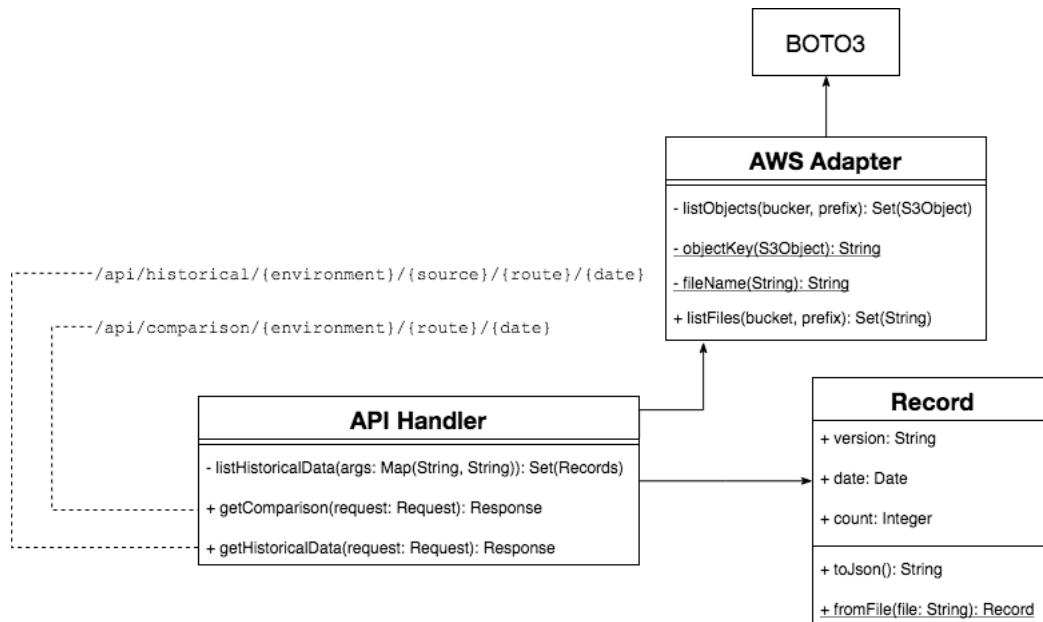 BOTO3
AWS Adapter
- listObjects(bucker, prefix): Set(S3Object)
- objectKey(S3Object): String
- fileName(String): String
+ listFiles(bucket, prefix): Set(String)
/api/historical/{environment}/{source}/{route}/{date}
/api/comparison/{environment}/{route}/{date}
API Handler
- listHistoricalData(args: Map(String, String)): Set(Records)
+ getComparison(request: Request): Response
+ getHistoricalData(request: Request): Response
Record
+ version: String
+ date: Date
+ count: Integer
+ toJson(): String
+ fromFile(file: String): Record